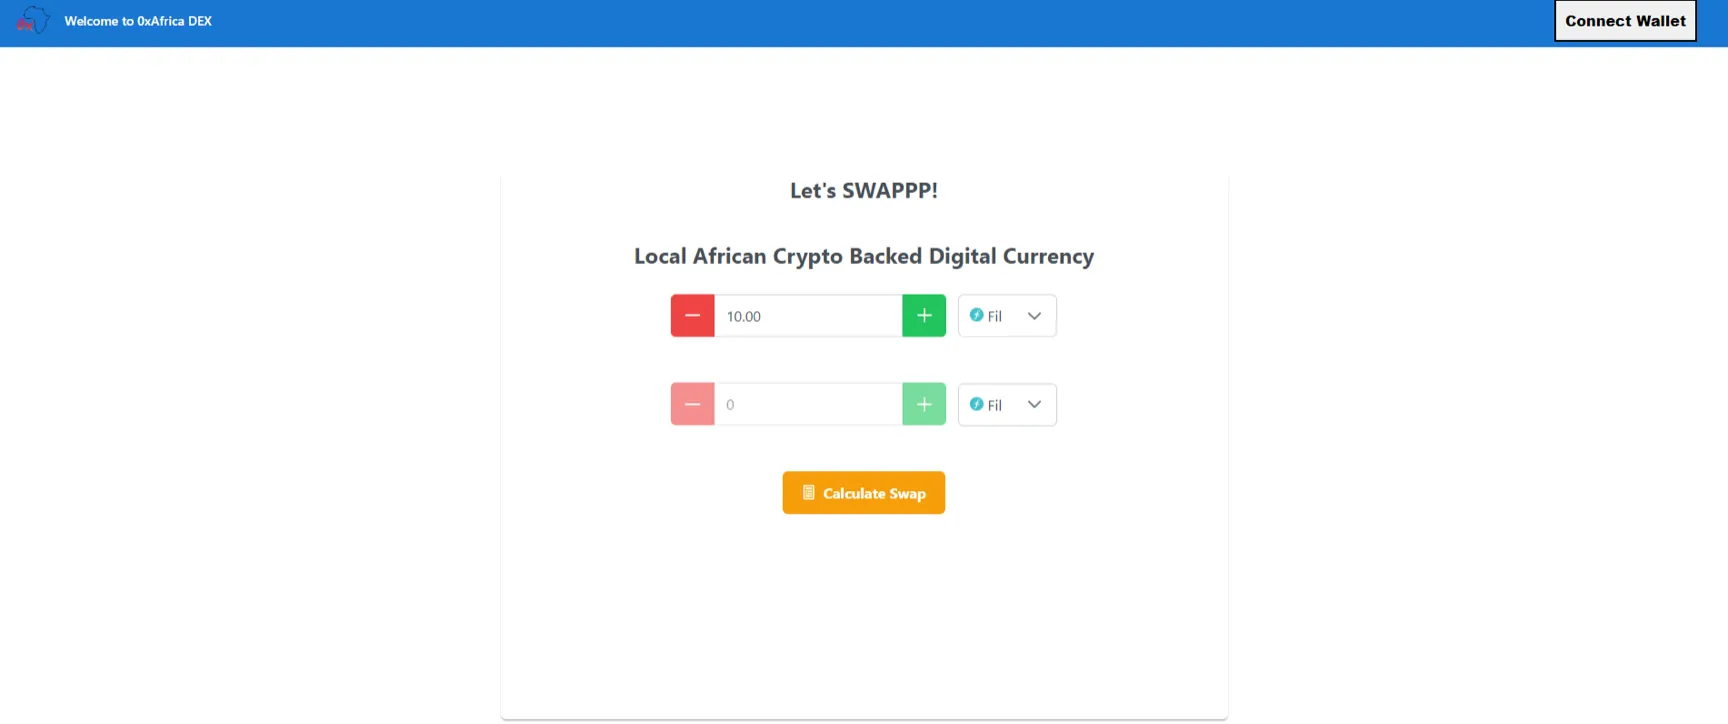 Welcome to 0xAfrica DEX
Connect Wallet
Let's SWAPPP!
Local African Crypto Backed Digital Currency
10.00
Fil
0
Fil
Calculate Swap